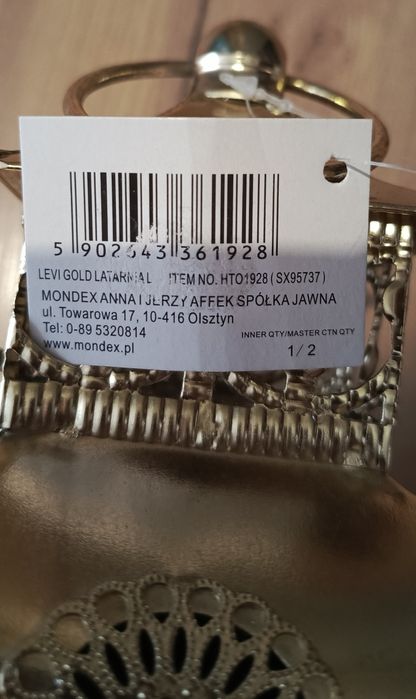 5 902643 361928
LEVI GOLD LATARNIA L ITEM NO. HTO1928 ( SX95737 )
MONDEX ANNA I JERZY AFFEK SPÓŁKA JAWNA
ul. Towarowa 17, 10-416 Olsztyn
Tel: 0-89 5320814
INNER QTY/MASTER CTN QTY
www.mondex.pl
1/2